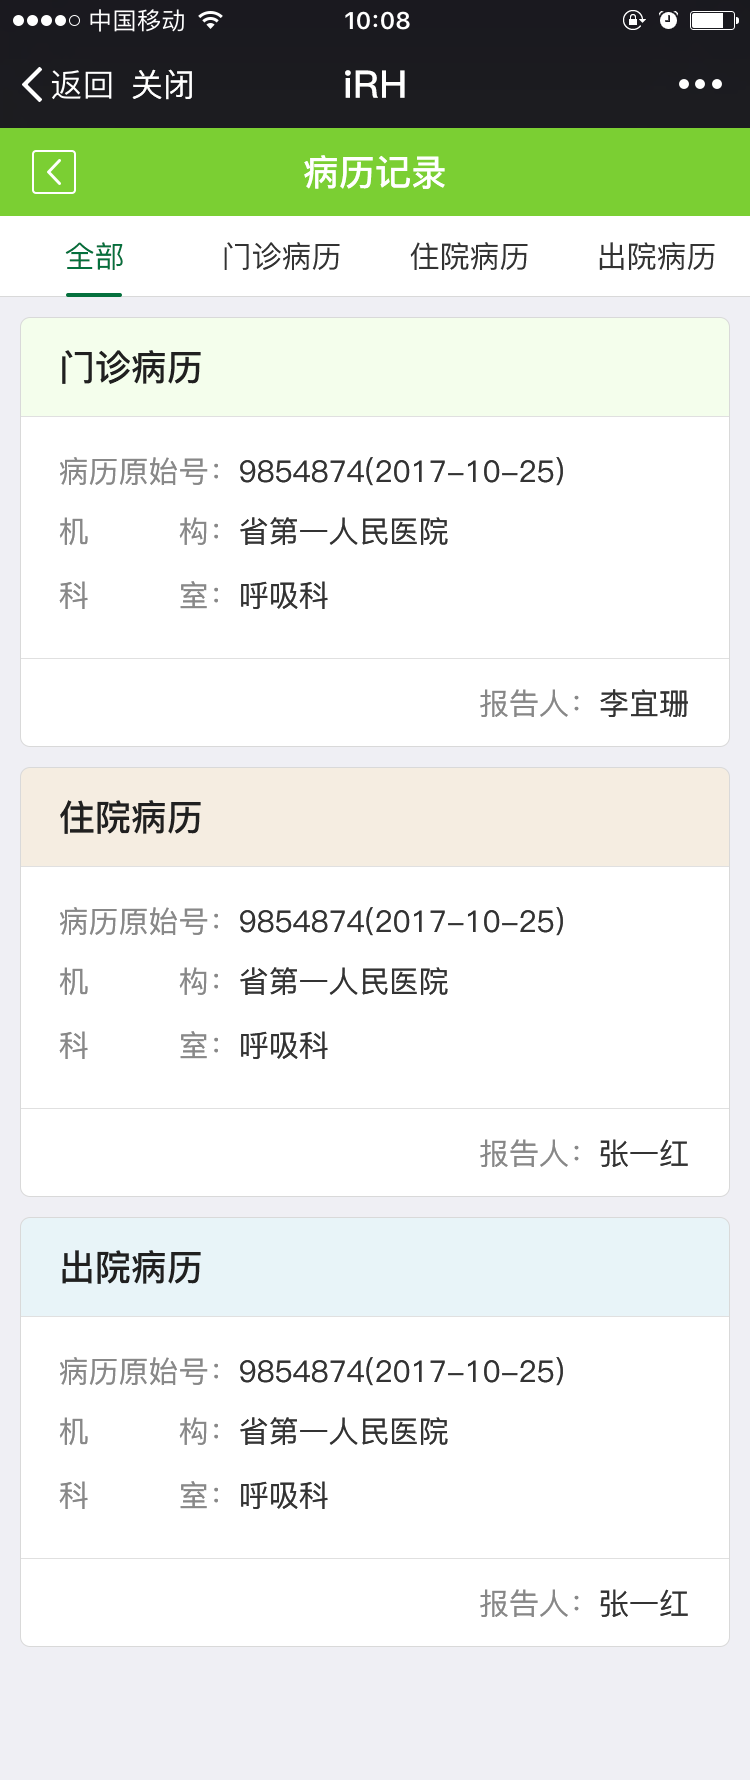 中国移动 10:08
返回 关闭 iRH
病历记录
全部 门诊病历 住院病历 出院病历
门诊病历
病历原始号：9854874(2017-10-25)
机 构：省第一人民医院
科 室：呼吸科
报告人：李宜珊
住院病历
病历原始号：9854874(2017-10-25)
机 构：省第一人民医院
科 室：呼吸科
报告人：张一红
出院病历
病历原始号：9854874(2017-10-25)
机 构：省第一人民医院
科 室：呼吸科
报告人：张一红